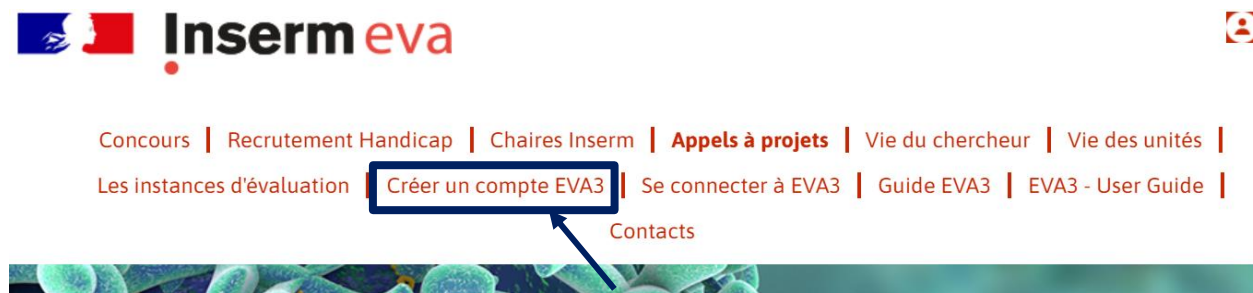 Inserm eva
Concours | Recrutement Handicap | Chaires Inserm | Appels à projets | Vie du chercheur | Vie des unités |
Les instances d'évaluation | Créer un compte EVA3 | Se connecter à EVA3 | Guide EVA3 | EVA3 - User Guide |
Contacts